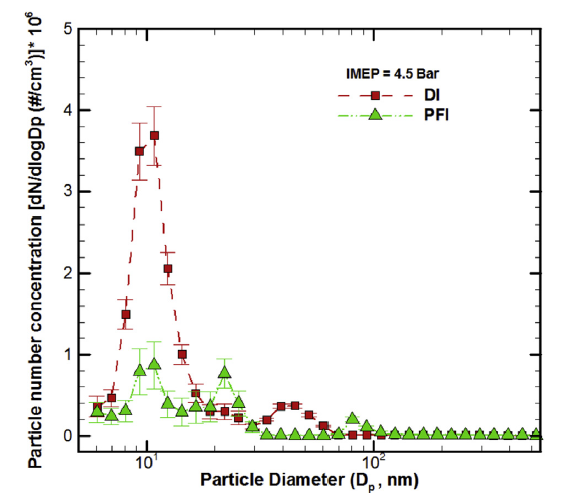 Particle number concentration [dN/dlogDp (#/cm³)]* 10⁶
5
4
3
2
1
0
IMEP = 4.5 Bar
DI
PFI
10¹
10²
Particle Diameter (Dₚ, nm)